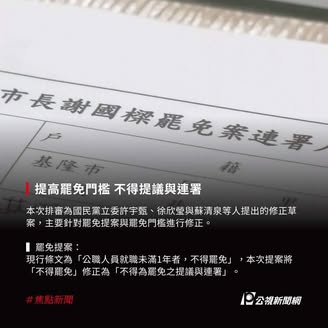 市長謝國樑罷免案連署人
戶籍
基隆市
提高罷免門檻 不得提議與連署
本次排審為國民黨立委許宇甄、徐欣瑩與蘇清泉等人提出的修正草
案，主要針對罷免提案與罷免門檻進行修正。
罷免提案：
現行條文為「公職人員就職未滿1年者，不得罷免」，本次提案將
「不得罷免」修正為「不得為罷免之提議與連署」。
#焦點新聞
公視新聞網